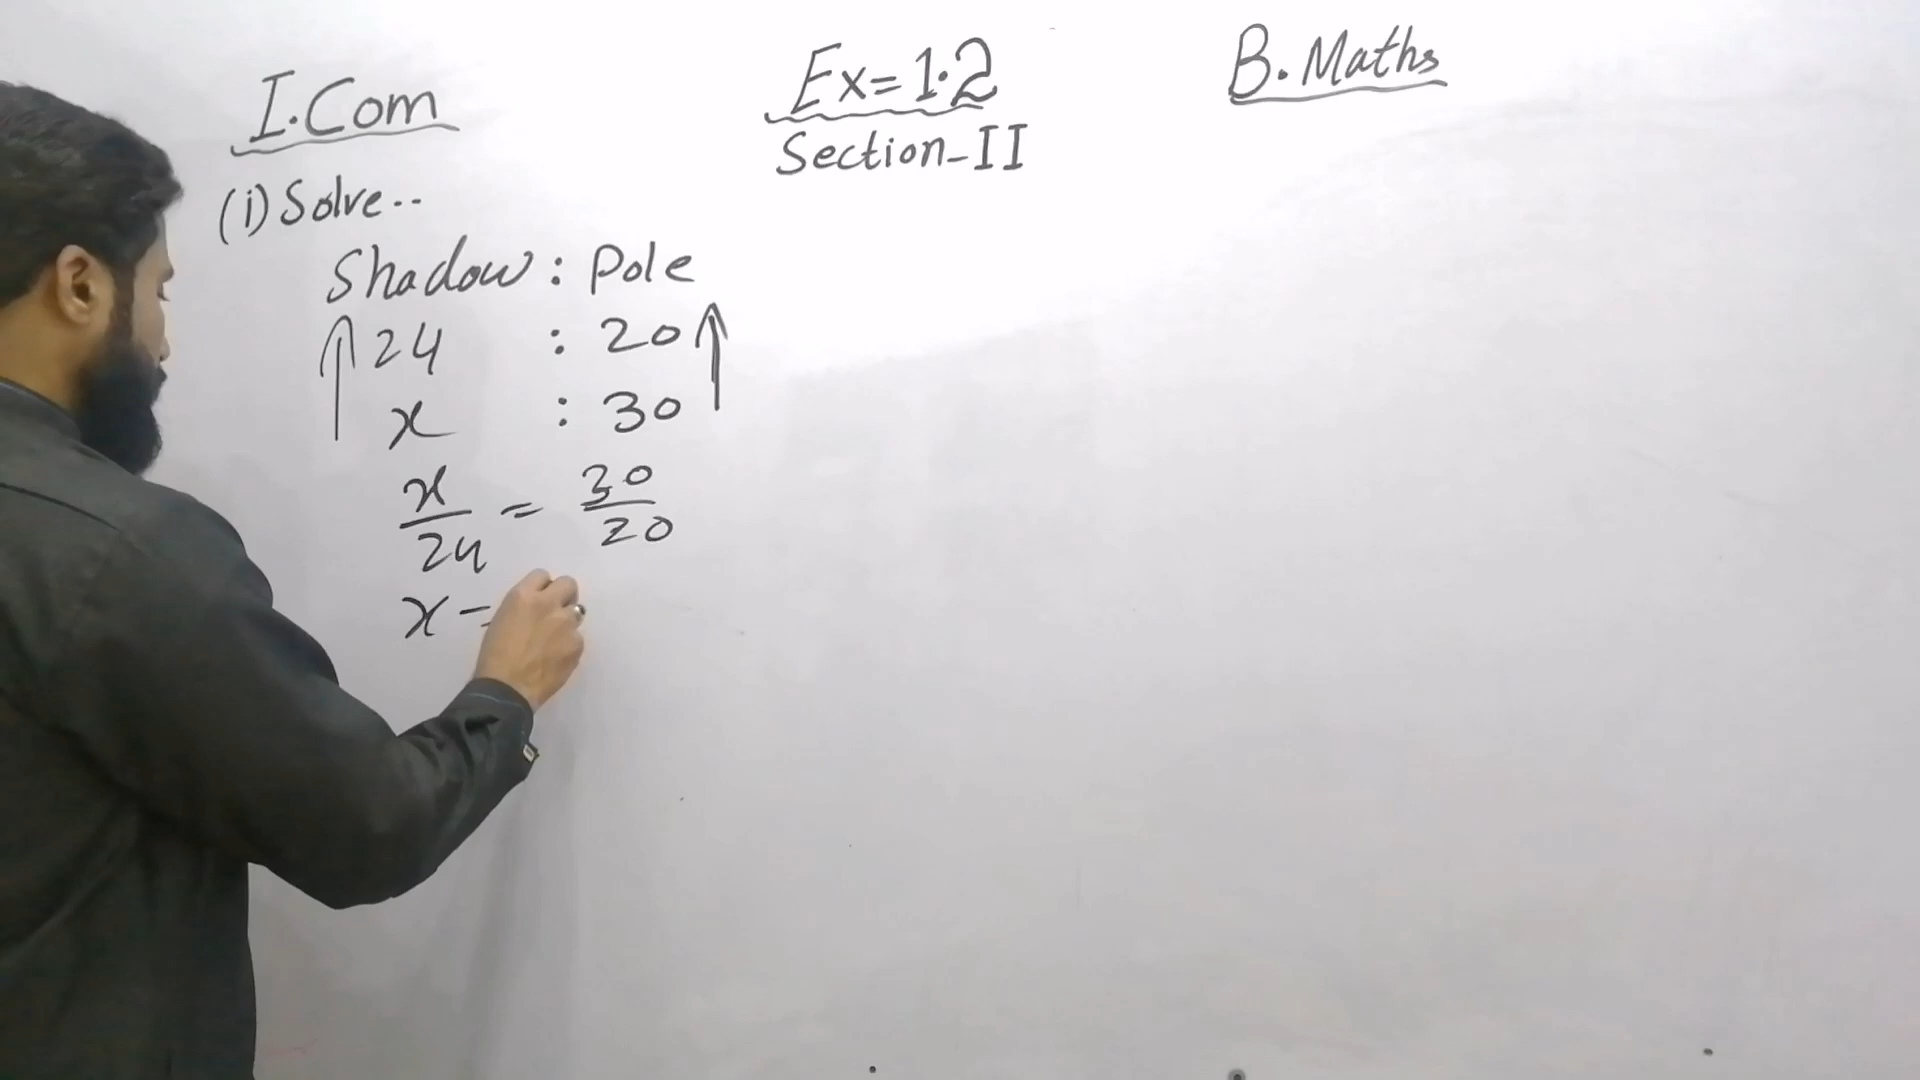 I.Com
Ex=1.2
B.Maths
Section-II
(i) Solve..
Shadow : Pole
24 : 20
x : 30
x/24 = 30/20
x =